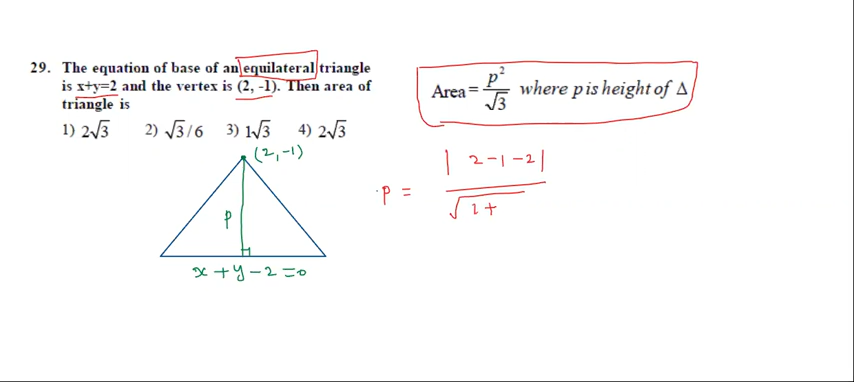 29. The equation of base of an equilateral triangle
is x+y=2 and the vertex is (2, -1). Then area of
triangle is
1) 2√3 2) √3/6 3) 1√3 4) 2√3
Area = p²/√3 where p is height of Δ
(2, -1)
P
x + y - 2 = 0
p = |2-1-2| / √1+